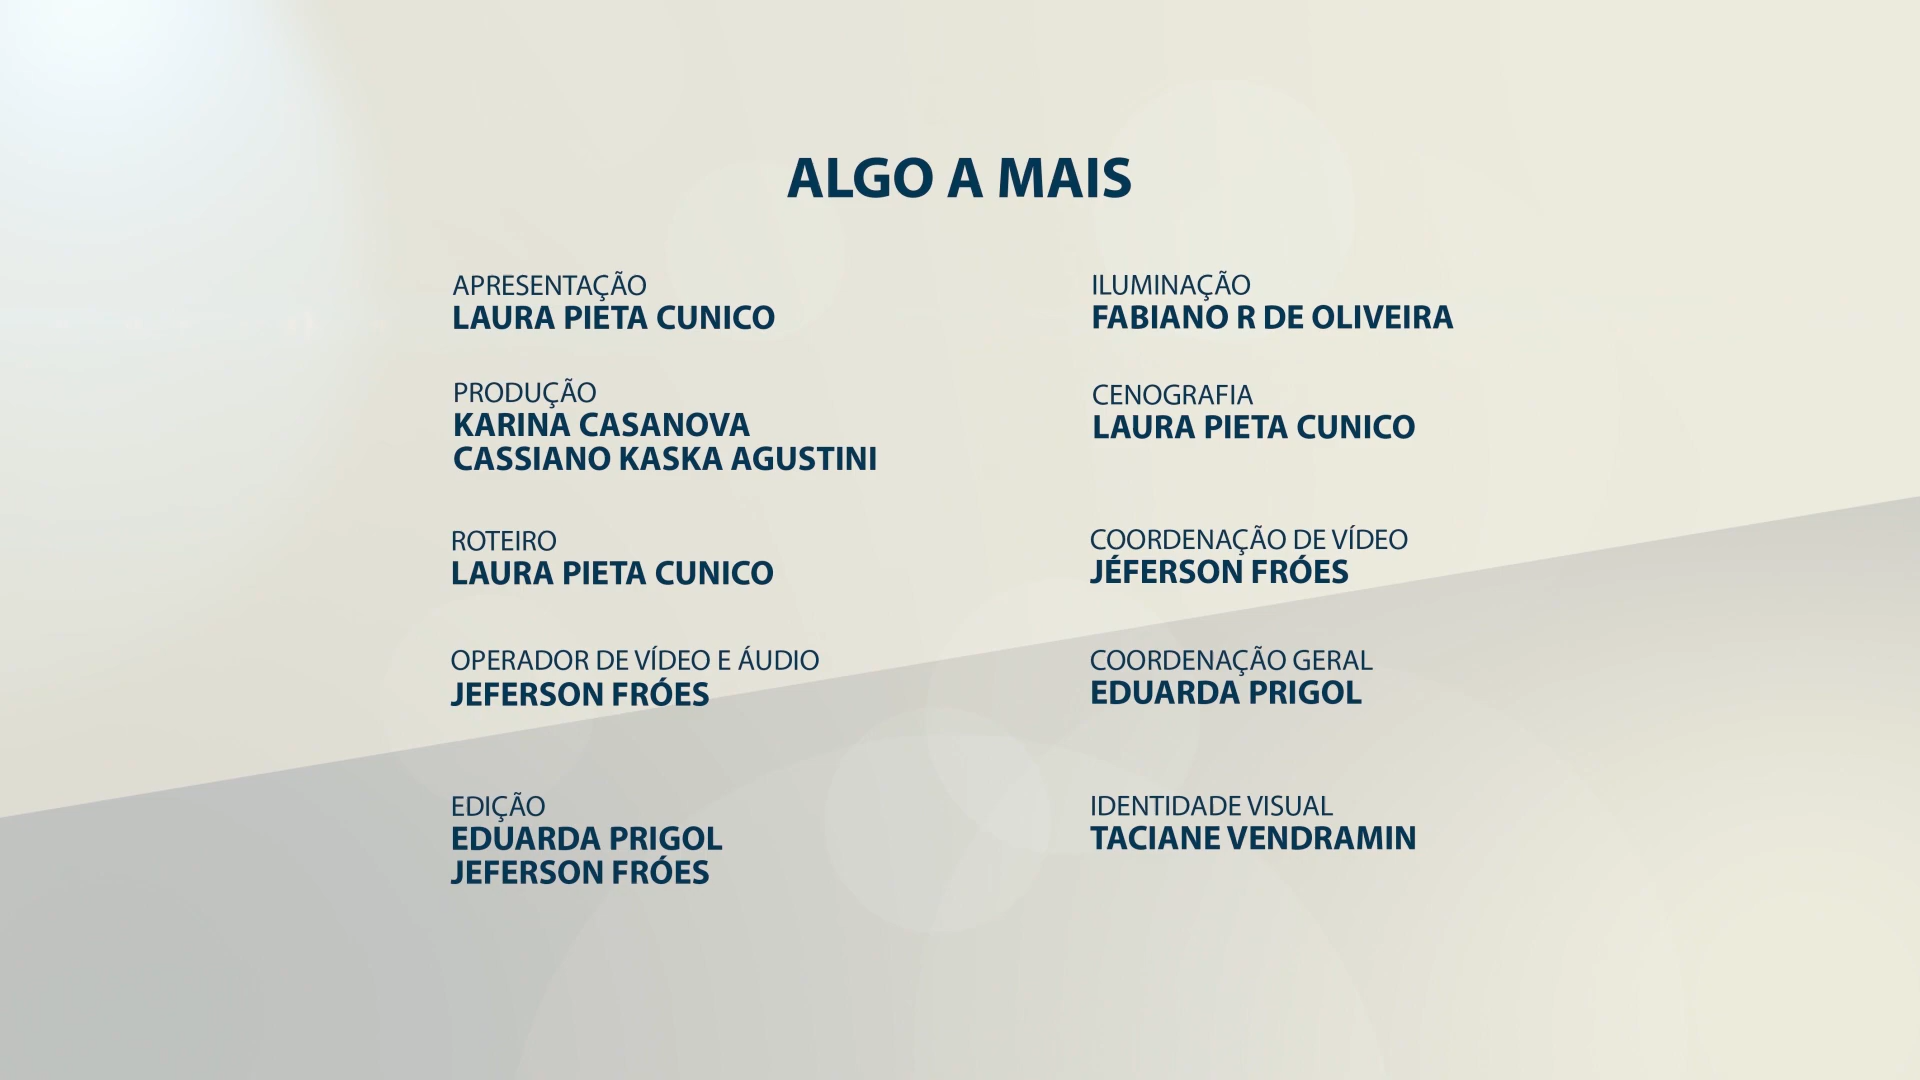 ALGO A MAIS
APRESENTAÇÃO
LAURA PIETA CUNICO
PRODUÇÃO
KARINA CASANOVA
CASSIANO KASKA AGUSTINI
ROTEIRO
LAURA PIETA CUNICO
OPERADOR DE VÍDEO E ÁUDIO
JEFERSON FRÓES
EDIÇÃO
EDUARDA PRIGOL
JEFERSON FRÓES
ILUMINAÇÃO
FABIANO R DE OLIVEIRA
CENOGRAFIA
LAURA PIETA CUNICO
COORDENAÇÃO DE VÍDEO
JÉFERSON FRÓES
COORDENAÇÃO GERAL
EDUARDA PRIGOL
IDENTIDADE VISUAL
TACIANE VENDRAMIN